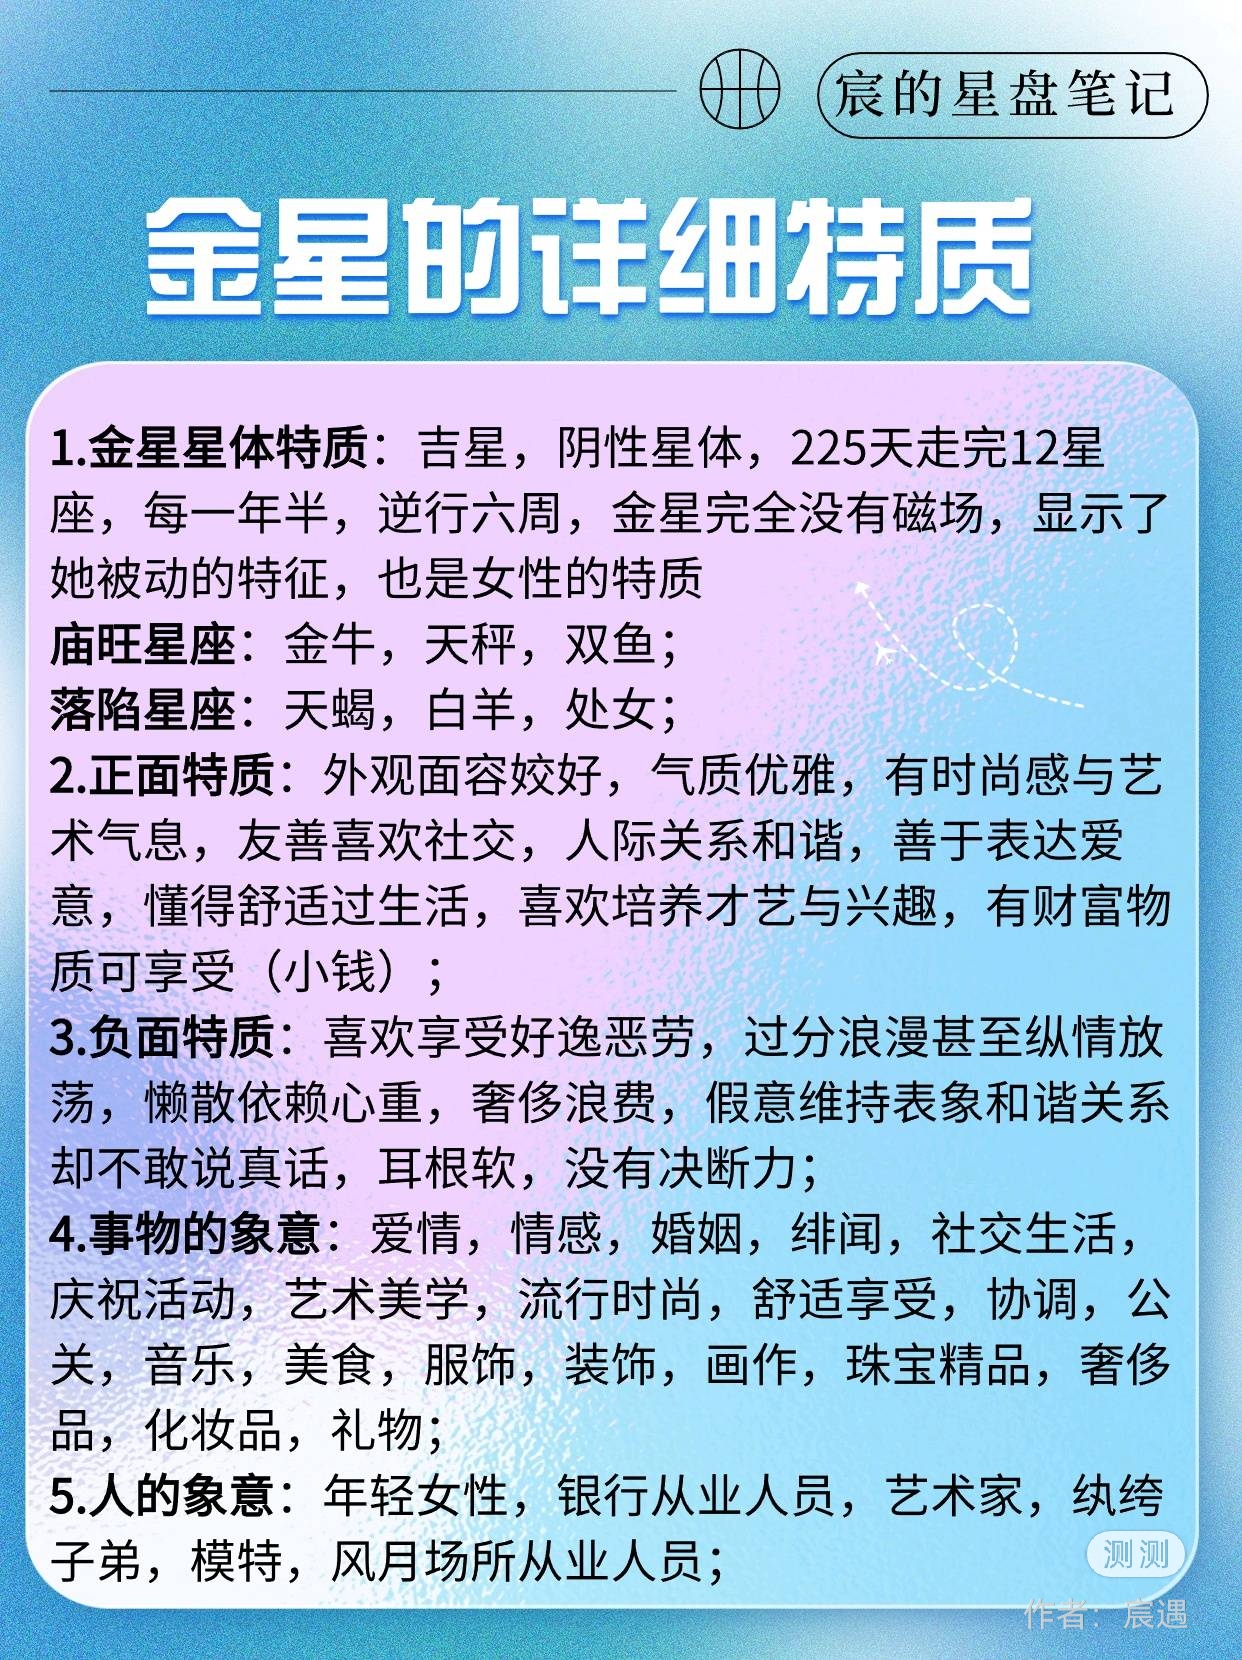 宸的星盘笔记
金星的详细特质
1.金星星体特质：吉星，阴性星体，225天走完12星
座，每一年半，逆行六周，金星完全没有磁场，显示了
她被动的特征，也是女性的特质
庙旺星座：金牛，天秤，双鱼；
落陷星座：天蝎，白羊，处女；
2.正面特质：外观面容姣好，气质优雅，有时尚感与艺
术气息，友善喜欢社交，人际关系和谐，善于表达爱
意，懂得舒适过生活，喜欢培养才艺与兴趣，有财富物
质可享受（小钱）；
3.负面特质：喜欢享受好逸恶劳，过分浪漫甚至纵情放
荡，懒散依赖心重，奢侈浪费，假意维持表象和谐关系
却不敢说真话，耳根软，没有决断力；
4.事物的象意：爱情，情感，婚姻，绯闻，社交生活，
庆祝活动，艺术美学，流行时尚，舒适享受，协调，公
关，音乐，美食，服饰，装饰，画作，珠宝精品，奢侈
品，化妆品，礼物；
5.人的象意：年轻女性，银行从业人员，艺术家，纨绔
子弟，模特，风月场所从业人员；
测测
作者：宸遇